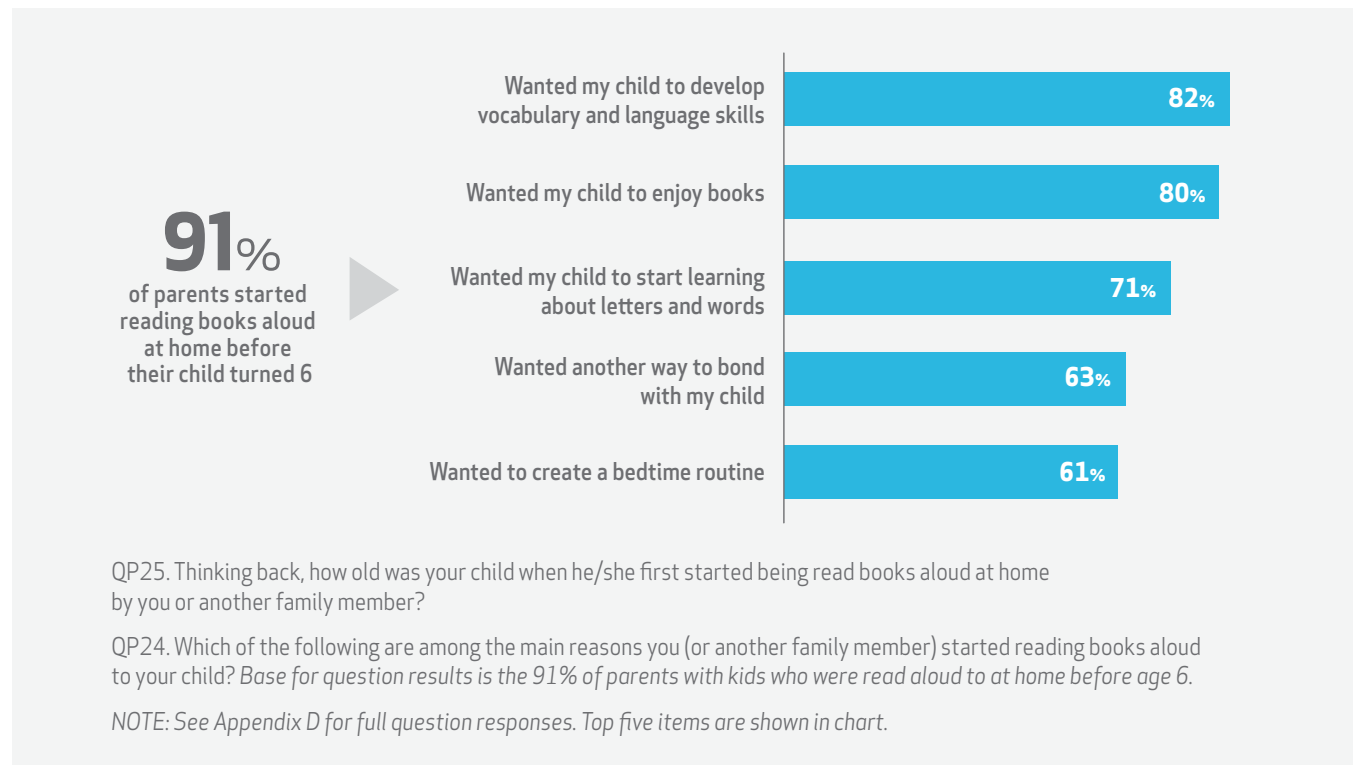 91%
of parents started
reading books aloud
at home before
their child turned 6
Wanted my child to develop
vocabulary and language skills
82%
Wanted my child to enjoy books
80%
Wanted my child to start learning
about letters and words
71%
Wanted another way to bond
with my child
63%
Wanted to create a bedtime routine
61%
QP25. Thinking back, how old was your child when he/she first started being read books aloud at home
by you or another family member?
QP24. Which of the following are among the main reasons you (or another family member) started reading books aloud
to your child? Base for question results is the 91% of parents with kids who were read aloud to at home before age 6.
NOTE: See Appendix D for full question responses. Top five items are shown in chart.